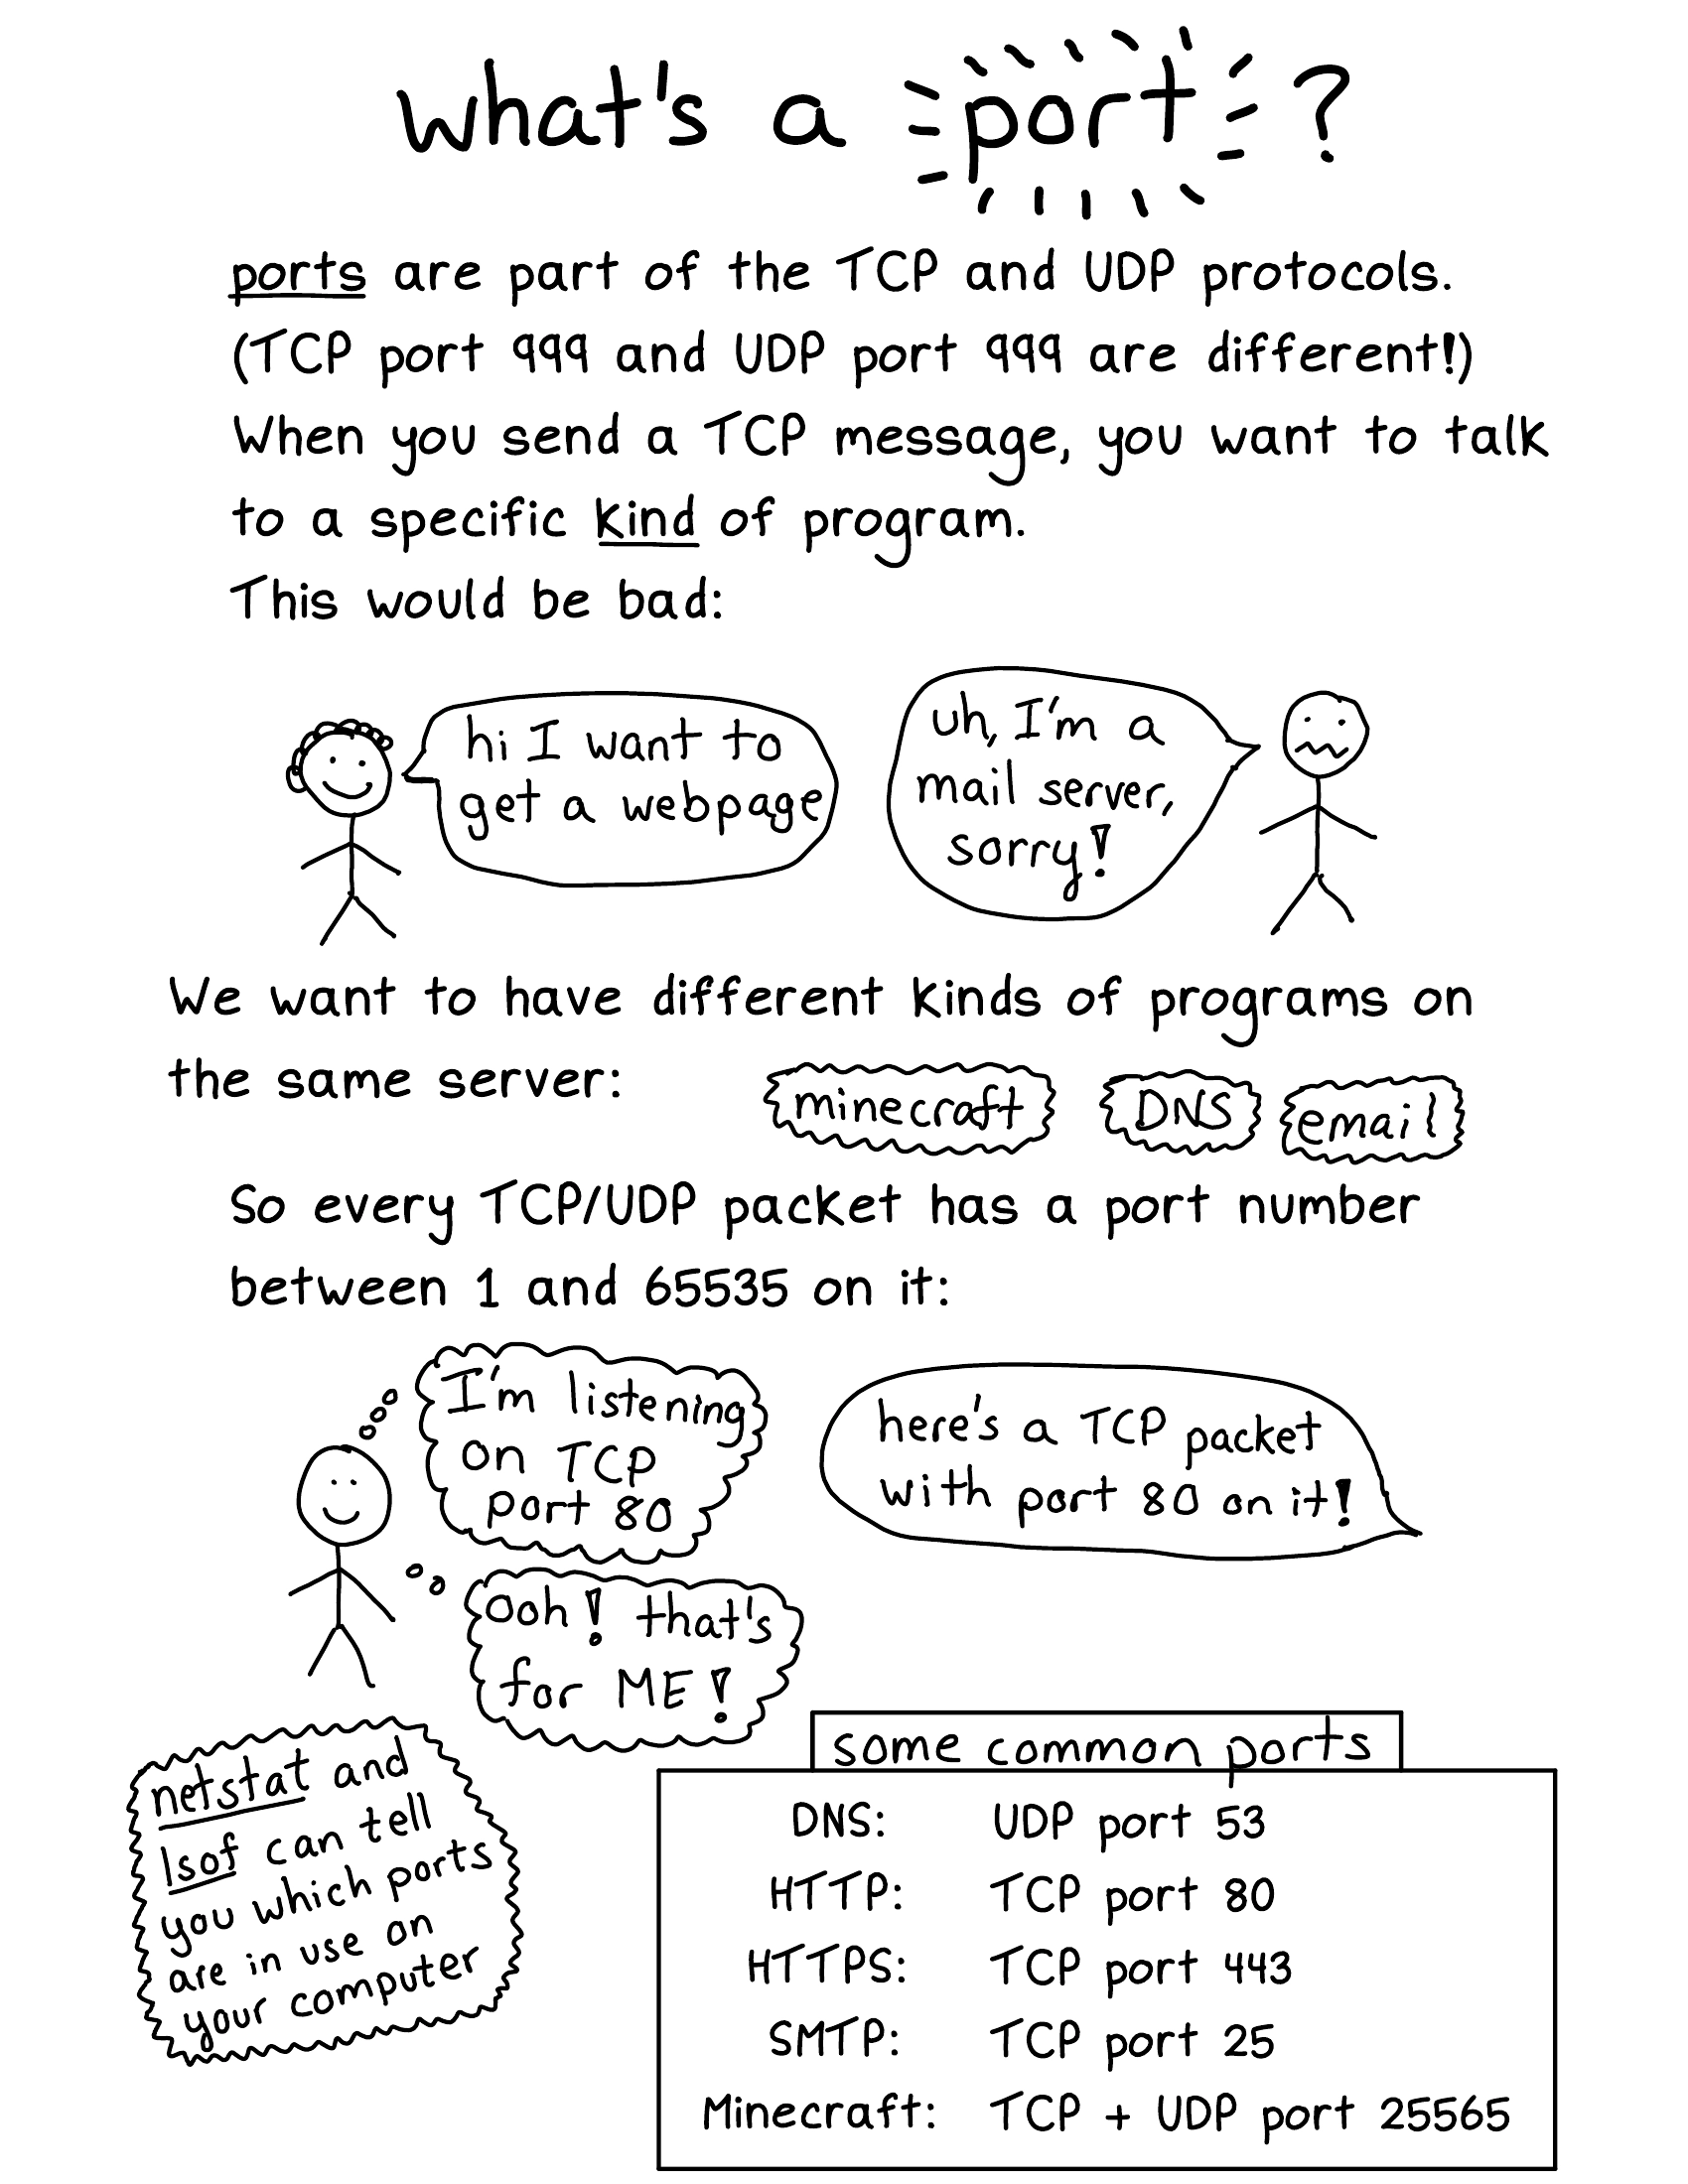 what's a port?
ports are part of the TCP and UDP protocols.
(TCP port 999 and UDP port 999 are different!)
When you send a TCP message, you want to talk
to a specific kind of program.
This would be bad:
hi I want to
get a webpage
uh, I'm a
mail server,
sorry!
We want to have different kinds of programs on
the same server:
minecraft
DNS
email
So every TCP/UDP packet has a port number
between 1 and 65535 on it:
I'm listening
on TCP
port 80
here's a TCP packet
with port 80 on it!
ooh! that's
for ME!
netstat and
lsof can tell
you which ports
are in use on
your computer
some common ports
DNS: UDP port 53
HTTP: TCP port 80
HTTPS: TCP port 443
SMTP: TCP port 25
Minecraft: TCP + UDP port 25565